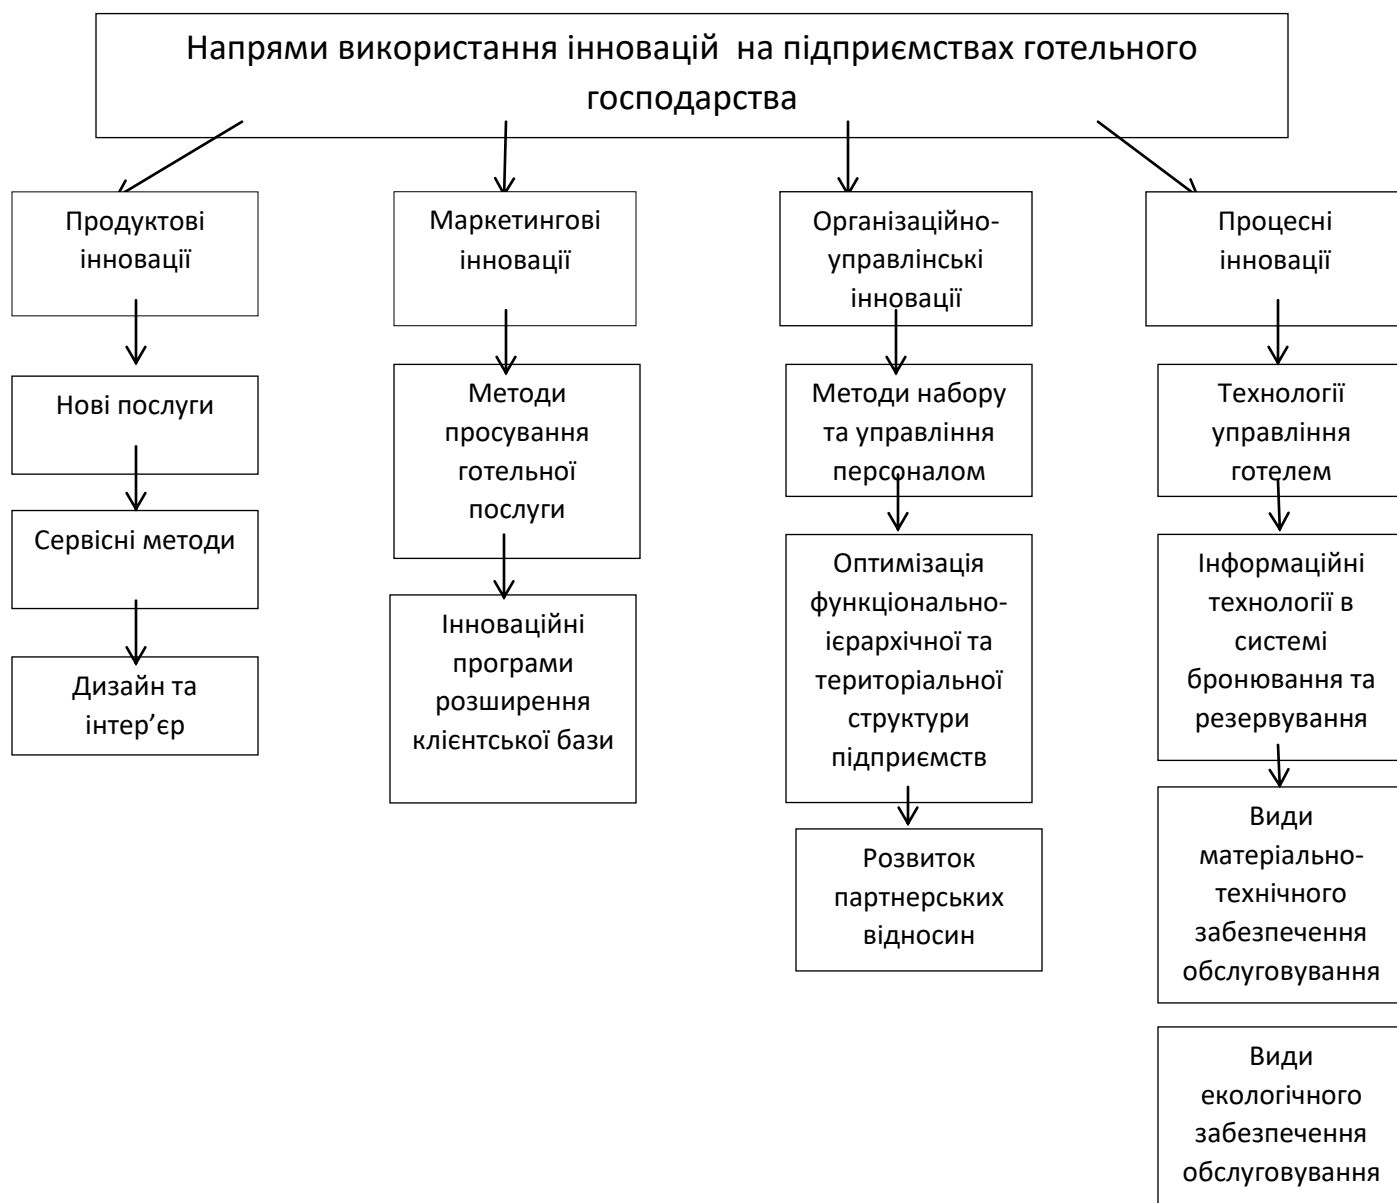 Напрями використання інновацій на підприємствах готельного
господарства
Продуктові
інновації
Нові послуги
Сервісні методи
Дизайн та
інтер’єр
Маркетингові
інновації
Методи
просування
готельної
послуги
Інноваційні
програми
розширення
клієнтської бази
Організаційно-
управлінські
інновації
Методи набору
та управління
персоналом
Оптимізація
функціонально-
ієрархічної та
територіальної
структури
підприємств
Розвиток
партнерських
відносин
Процесні
інновації
Технології
управління
готелем
Інформаційні
технології в
системі
бронювання та
резервування
Види
матеріально-
технічного
забезпечення
обслуговування
Види
екологічного
забезпечення
обслуговування